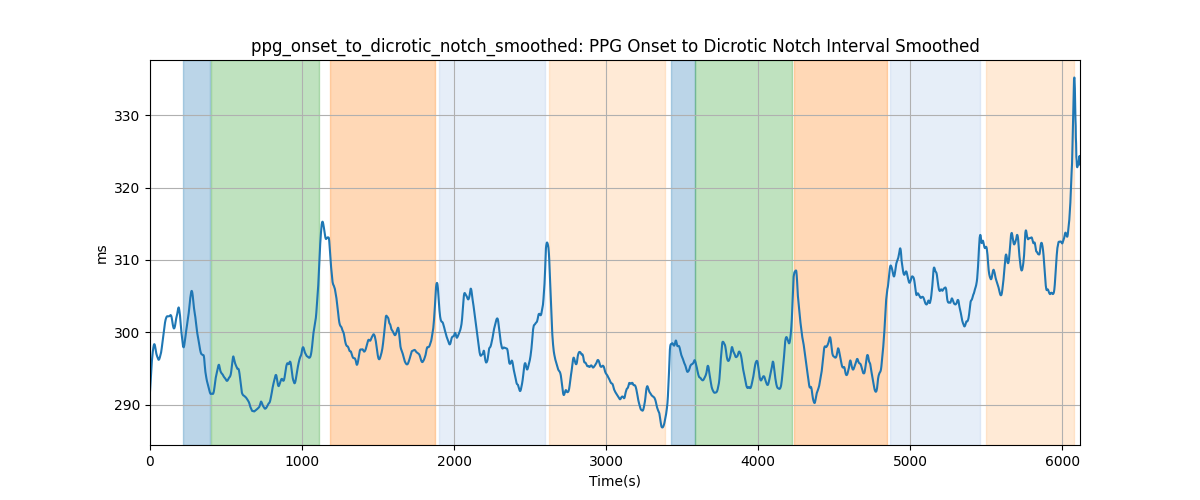 ppg_onset_to_dicrotic_notch_smoothed: PPG Onset to Dicrotic Notch Interval Smoothed
330
320
310
300
290
ms
0 1000 2000 3000 4000 5000 6000
Time(s)